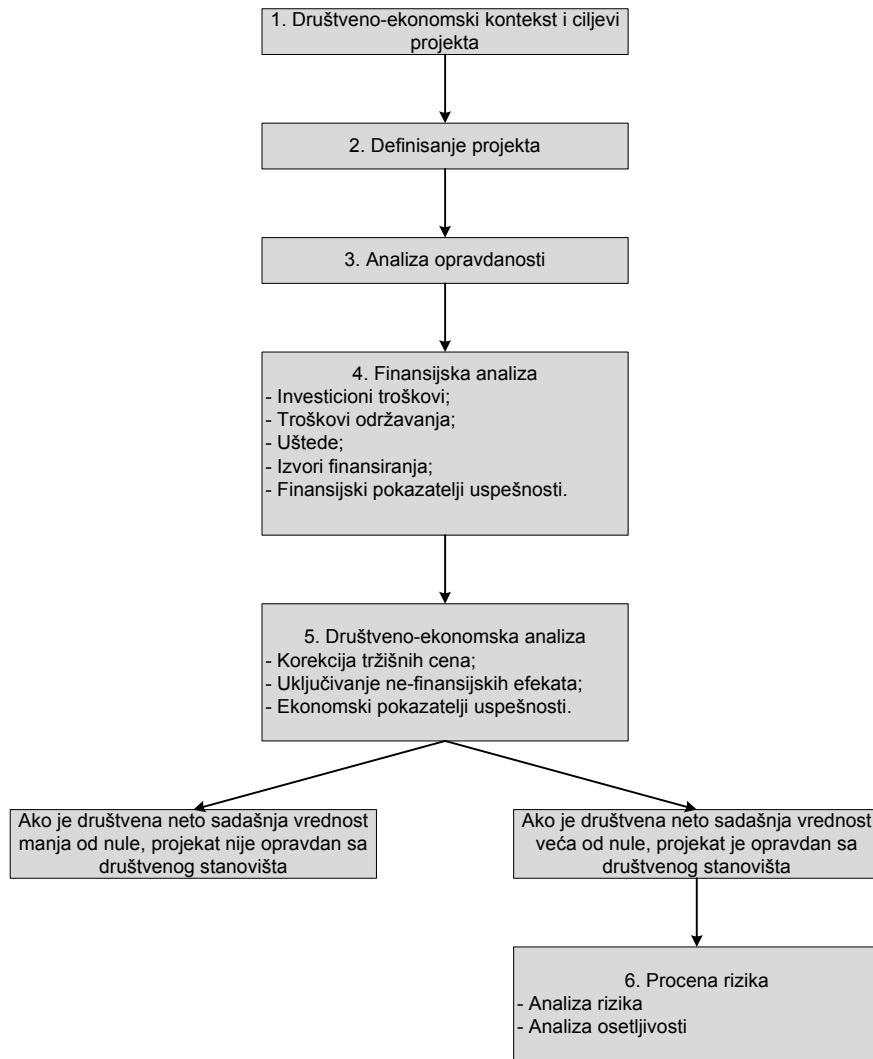 1. Društveno-ekonomski kontekst i ciljevi
projekta
2. Definisanje projekta
3. Analiza opravdanosti
4. Finansijska analiza
- Investicioni troškovi;
- Troškovi održavanja;
- Uštede;
- Izvori finansiranja;
- Finansijski pokazatelji uspešnosti.
5. Društveno-ekonomska analiza
- Korekcija tržišnih cena;
- Uključivanje ne-finansijskih efekata;
- Ekonomski pokazatelji uspešnosti.
Ako je društvena neto sadašnja vrednost
manja od nule, projekat nije opravdan sa
društvenog stanovišta
Ako je društvena neto sadašnja vrednost
veća od nule, projekat je opravdan sa
društvenog stanovišta
6. Procena rizika
- Analiza rizika
- Analiza osetljivosti